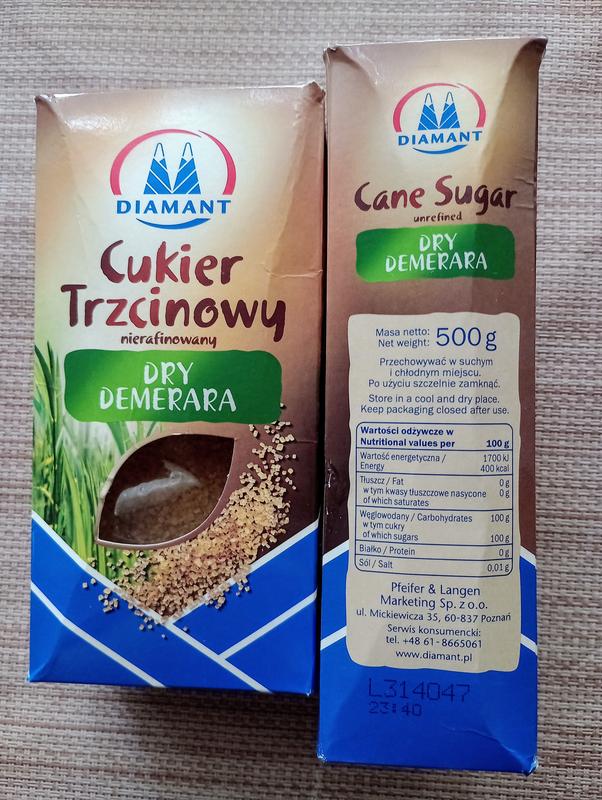 DIAMANT
Cukier
Trzcinowy
nierafinowany
DRY
DEMERARA
DIAMANT
Cane Sugar
unrefined
DRY
DEMERARA
Masa netto:
Net weight: 500g
Przechowywać w suchym
i chłodnym miejscu.
Po użyciu szczelnie zamknąć.
Store in a cool and dry place.
Keep packaging closed after use.
Wartości odżywcze w
Nutritional values per 100 g
Wartość energetyczna / 1700 kJ
Energy 400 kcal
Tłuszcz / Fat 0 g
w tym kwasy tłuszczowe nasycone 0 g
of which saturates
Węglowodany / Carbohydrates 100 g
w tym cukry
of which sugars 100 g
Białko / Protein 0 g
Sól / Salt 0,01 g
Pfeifer & Langen
Marketing Sp. z o.o.
ul. Mickiewicza 35, 60-837 Poznań
Serwis konsumencki:
tel. +48 61 - 8665061
www.diamant.pl
L314047
23:40